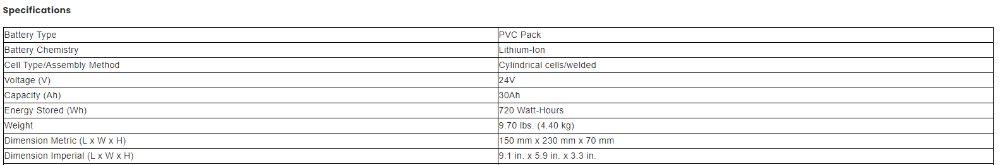 Specifications
Battery Type PVC Pack
Battery Chemistry Lithium-Ion
Cell Type/Assembly Method Cylindrical cells/welded
Voltage (V) 24V
Capacity (Ah) 30Ah
Energy Stored (Wh) 720 Watt-Hours
Weight 9.70 lbs. (4.40 kg)
Dimension Metric (L x W x H) 150 mm x 230 mm x 70 mm
Dimension Imperial (L x W x H) 9.1 in. x 5.9 in. x 3.3 in.